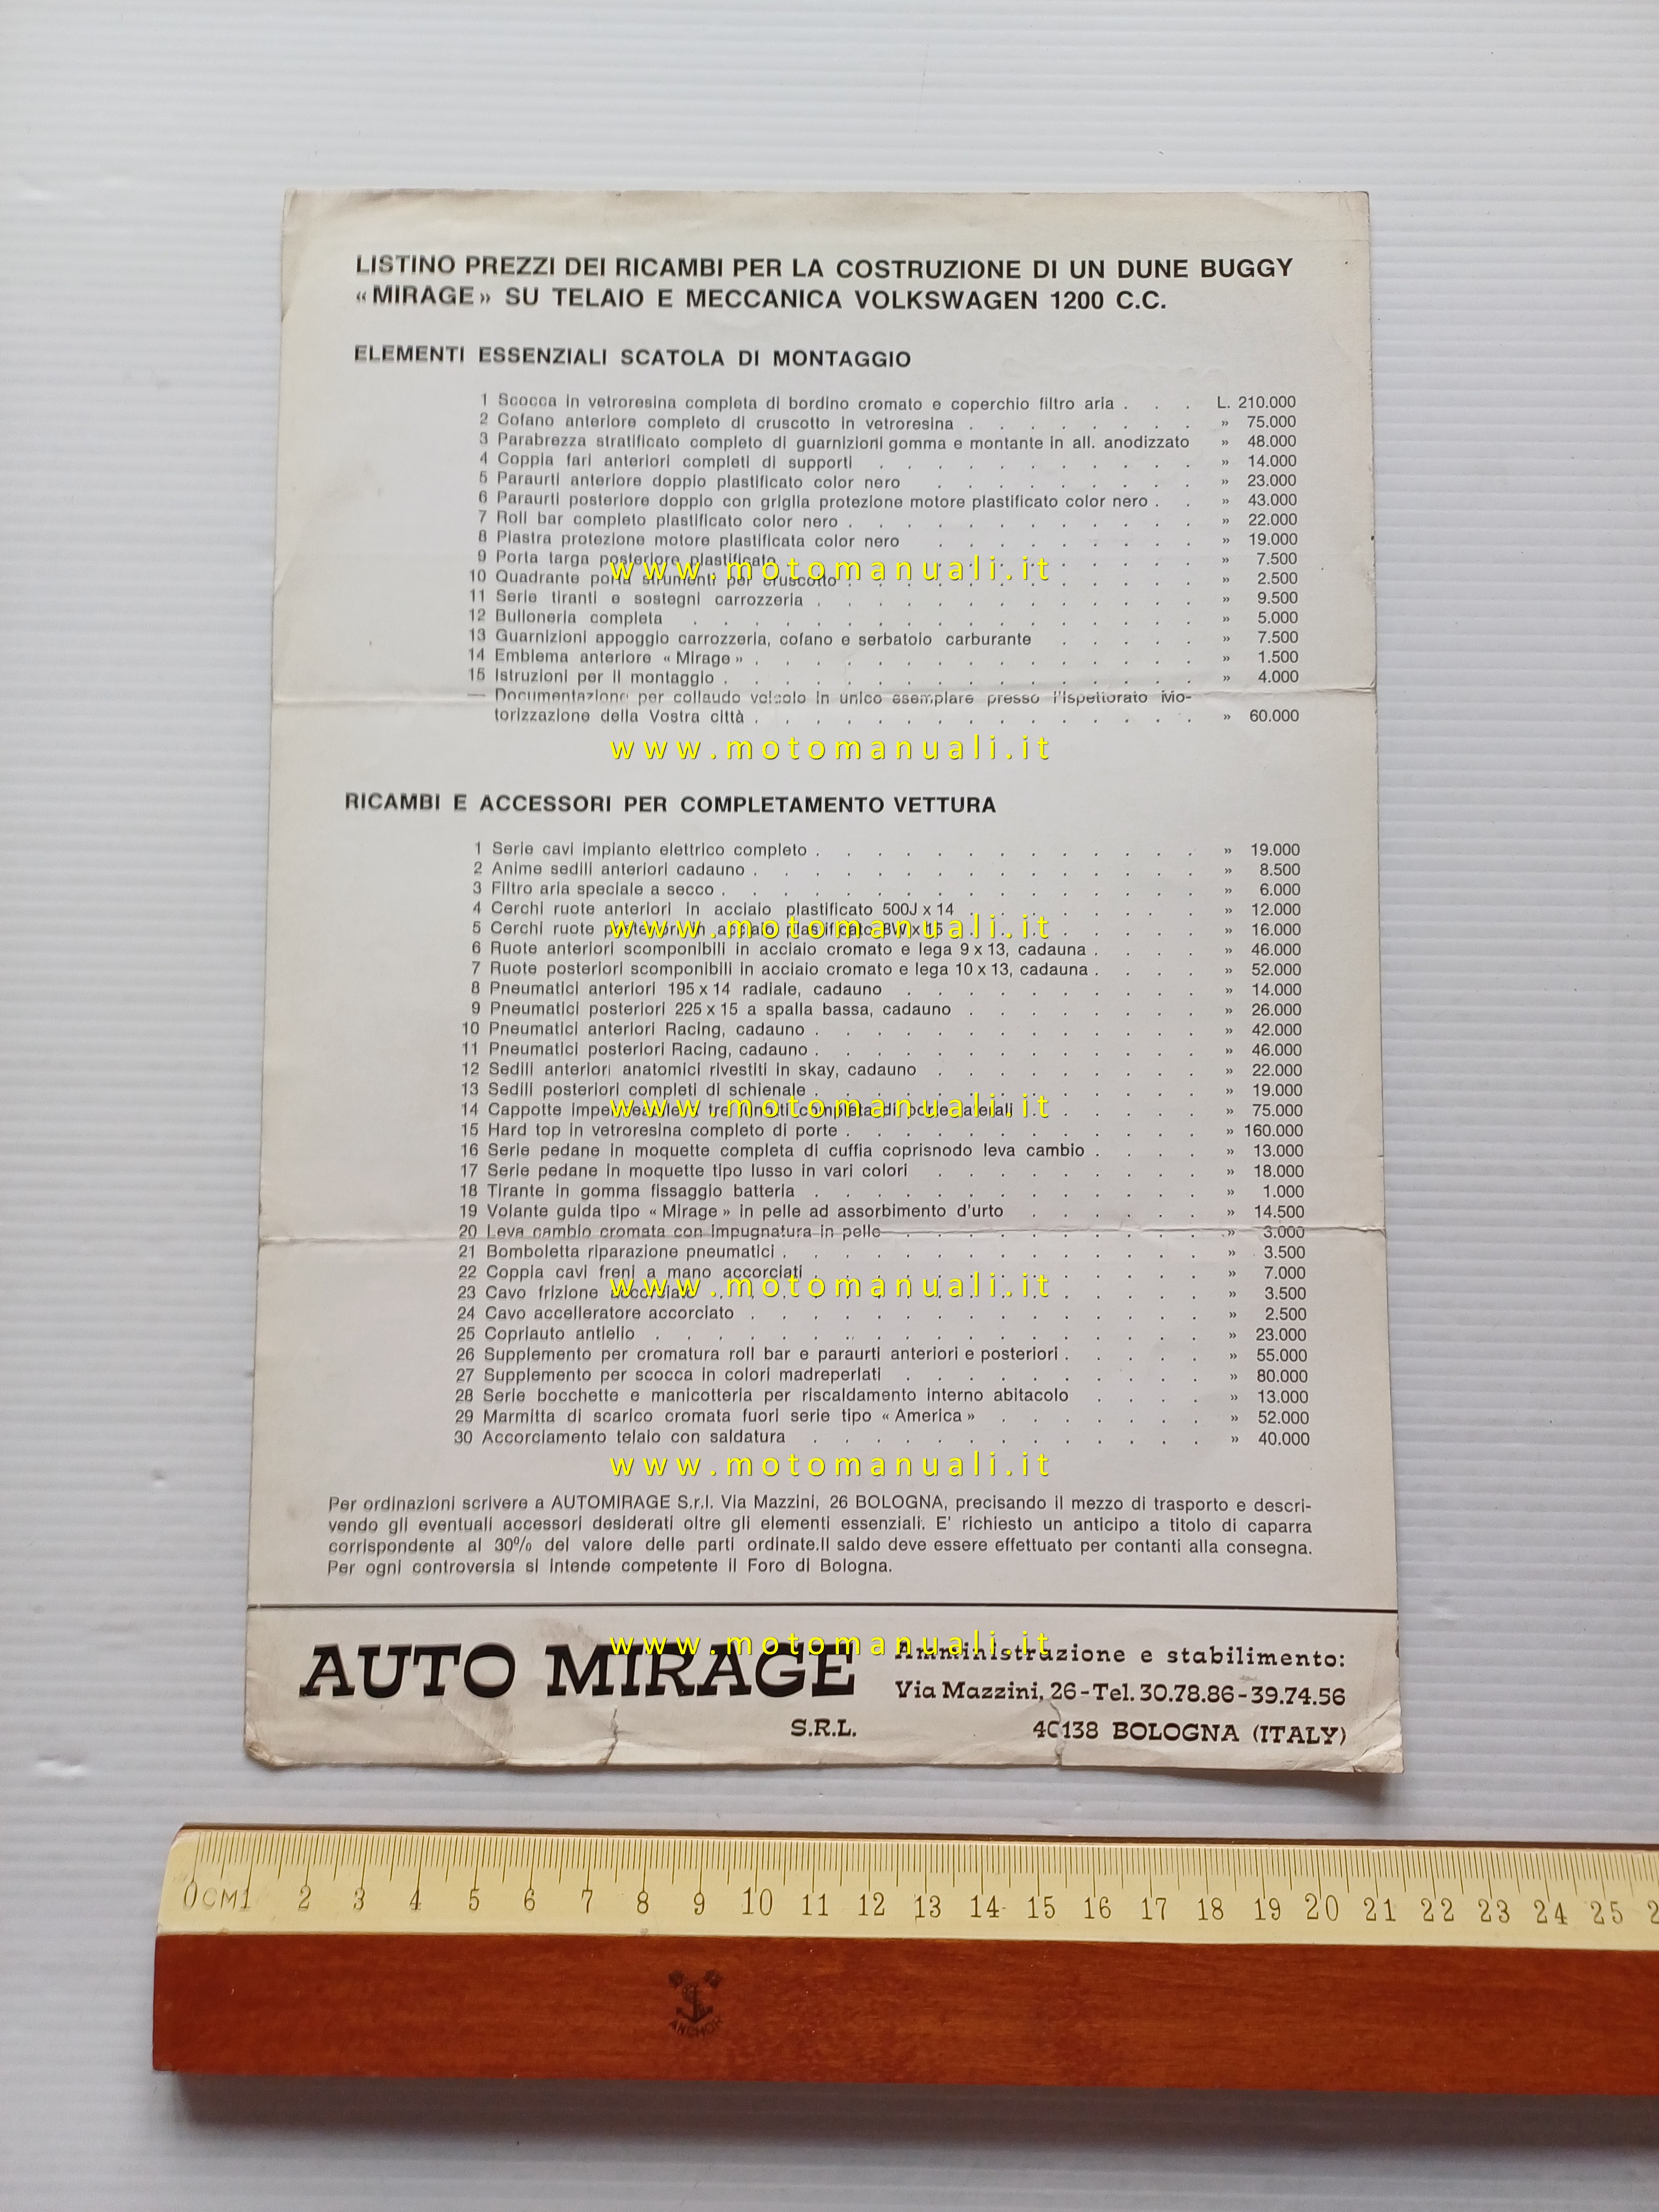 LISTINO PREZZI DEI RICAMBI PER LA COSTRUZIONE DI UN DUNE BUGGY
«MIRAGE» SU TELAIO E MECCANICA VOLKSWAGEN 1200 C.C.
ELEMENTI ESSENZIALI SCATOLA DI MONTAGGIO
1 Scocca in vetroresina completa di bordino cromato e coperchio filtro aria . . . L. 210.000
2 Cofano anteriore completo di cruscotto in vetroresina . . . . . . . . » 75.000
3 Parabrezza stratificato completo di guarnizioni gomma e montante in all. anodizzato » 48.000
4 Coppia fari anteriori completi di supporti . . . . . . . . . . . » 14.000
5 Paraurti anteriore doppio plastificato color nero . . . . . . . . . » 23.000
6 Paraurti posteriore doppio con griglia protezione motore plastificato color nero . . » 43.000
7 Roll bar completo plastificato color nero . . . . . . . . . . . . » 22.000
8 Piastra protezione motore plastificata color nero . . . . . . . . . » 19.000
9 Porta targa posteriore plastificato » 7.500
www.motomanuali.it
10 Quadrante porta strumenti per cruscotto . . . . . . . . . . . . » 2.500
11 Serie tiranti e sostegni carrozzeria . . . . . . . . . . . . . » 9.500
12 Bulloneria completa . . . . . . . . . . . . . . . . . » 5.000
13 Guarnizioni appoggio carrozzeria, cofano e serbatoio carburante . . . . . » 7.500
14 Emblema anteriore « Mirage » . . . . . . . . . . . . . . . » 1.500
15 Istruzioni per il montaggio . . . . . . . . . . . . . . . . » 4.000
— Documentazione per collaudo veicolo in unico esemplare presso l'Ispettorato Mo-
torizzazione della Vostra città . . . . . . . . . . . . . . . » 60.000
www.motomanuali.it
RICAMBI E ACCESSORI PER COMPLETAMENTO VETTURA
1 Serie cavi impianto elettrico completo . . . . . . . . . . . . . » 19.000
2 Anime sedili anteriori cadauno . . . . . . . . . . . . . . . » 8.500
3 Filtro aria speciale a secco . . . . . . . . . . . . . . . . » 6.000
4 Cerchi ruote anteriori in acciaio plastificato 500J x 14 . . . . . . . » 12.000
5 Cerchi ruote posteriori in acciaio plastificato 8W x 15 . . . . . . . » 16.000
www.motomanuali.it
6 Ruote anteriori scomponibili in acciaio cromato e lega 9 x 13, cadauna . . . . » 46.000
7 Ruote posteriori scomponibili in acciaio cromato e lega 10 x 13, cadauna . . . . » 52.000
8 Pneumatici anteriori 195 x 14 radiale, cadauno . . . . . . . . . . » 14.000
9 Pneumatici posteriori 225 x 15 a spalla bassa, cadauno . . . . . . . . » 26.000
10 Pneumatici anteriori Racing, cadauno . . . . . . . . . . . . . » 42.000
11 Pneumatici posteriori Racing, cadauno . . . . . . . . . . . . . » 46.000
12 Sedili anteriori anatomici rivestiti in skay, cadauno . . . . . . . . . » 22.000
13 Sedili posteriori completi di schienale . . . . . . . . . . . . . » 19.000
14 Cappotte impermeabile tre completa di porte laterali . . . . . » 75.000
www.motomanuali.it
15 Hard top in vetroresina completo di porte . . . . . . . . . . . . » 160.000
16 Serie pedane in moquette completa di cuffia coprisnodo leva cambio . . . . » 13.000
17 Serie pedane in moquette tipo lusso in vari colori . . . . . . . . . » 18.000
18 Tirante in gomma fissaggio batteria . . . . . . . . . . . . . » 1.000
19 Volante guida tipo « Mirage » in pelle ad assorbimento d'urto . . . . . . » 14.500
20 Leva cambio cromata con impugnatura in pelle . . . . . . . . . . » 3.000
21 Bomboletta riparazione pneumatici . . . . . . . . . . . . . . » 3.500
22 Coppia cavi freni a mano accorciati . . . . . . . . . . . . . » 7.000
www.motomanuali.it
23 Cavo frizione accorciato . . . . . . . . . . . . . . . . » 3.500
24 Cavo accelleratore accorciato . . . . . . . . . . . . . . . » 2.500
25 Copriauto antielio . . . . . . . . . . . . . . . . . . » 23.000
26 Supplemento per cromatura roll bar e paraurti anteriori e posteriori . . . . . » 55.000
27 Supplemento per scocca in colori madreperlati . . . . . . . . . . » 80.000
28 Serie bocchette e manicotteria per riscaldamento interno abitacolo . . . . » 13.000
29 Marmitta di scarico cromata fuori serie tipo « America » . . . . . . . » 52.000
30 Accorciamento telaio con saldatura . . . . . . . . . . . . . » 40.000
www.motomanuali.it
Per ordinazioni scrivere a AUTOMIRAGE S.r.l. Via Mazzini, 26 BOLOGNA, precisando il mezzo di trasporto e descri-
vendo gli eventuali accessori desiderati oltre gli elementi essenziali. E' richiesto un anticipo a titolo di caparra
corrispondente al 30% del valore delle parti ordinate.Il saldo deve essere effettuato per contanti alla consegna.
Per ogni controversia si intende competente il Foro di Bologna.
www.motomanuali.it
AUTO MIRAGE
S.R.L.
Amministrazione e stabilimento:
Via Mazzini, 26-Tel. 30.78.86-39.74.56
40138 BOLOGNA (ITALY)
0CM1 2 3 4 5 6 7 8 9 10 11 12 13 14 15 16 17 18 19 20 21 22 23 24 25 2
ANCHOR